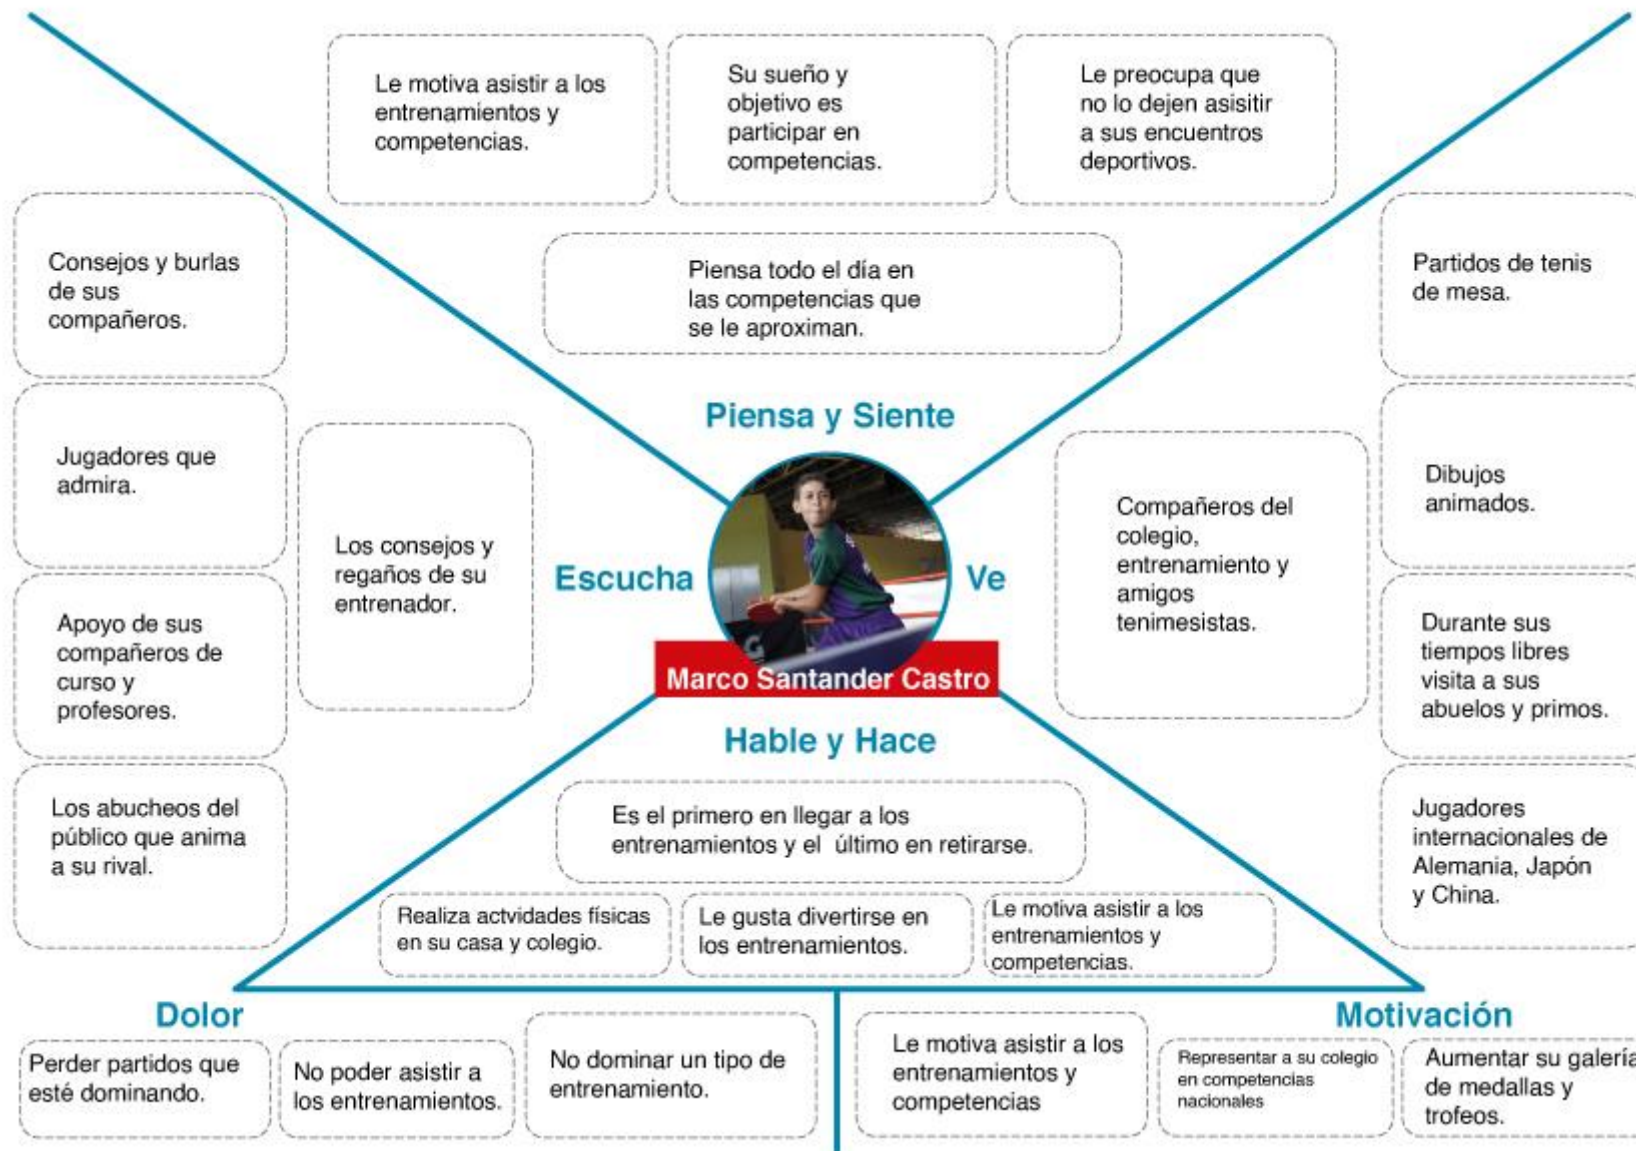 Le motiva asistir a los
entrenamientos y
competencias.
Su sueño y
objetivo es
participar en
competencias.
Le preocupa que
no lo dejen asisitir
a sus encuentros
deportivos.
Piensa todo el día en
las competencias que
se le aproximan.
Piensa y Siente
Consejos y burlas
de sus
compañeros.
Jugadores que
admira.
Apoyo de sus
compañeros de
curso y
profesores.
Los abucheos del
público que anima
a su rival.
Los consejos y
regaños de su
entrenador.
Escucha
Ve
Compañeros del
colegio,
entrenamiento y
amigos
tenimesistas.
Partidos de tenis
de mesa.
Dibujos
animados.
Durante sus
tiempos libres
visita a sus
abuelos y primos.
Jugadores
internacionales de
Alemania, Japón
y China.
Marco Santander Castro
Hable y Hace
Es el primero en llegar a los
entrenamientos y el último en retirarse.
Realiza actvidades físicas
en su casa y colegio.
Le gusta divertirse en
los entrenamientos.
Le motiva asistir a los
entrenamientos y
competencias.
Dolor
Perder partidos que
esté dominando.
No poder asistir a
los entrenamientos.
No dominar un tipo de
entrenamiento.
Motivación
Le motiva asistir a los
entrenamientos y
competencias
Representar a su colegio
en competencias
nacionales
Aumentar su galería
de medallas y
trofeos.